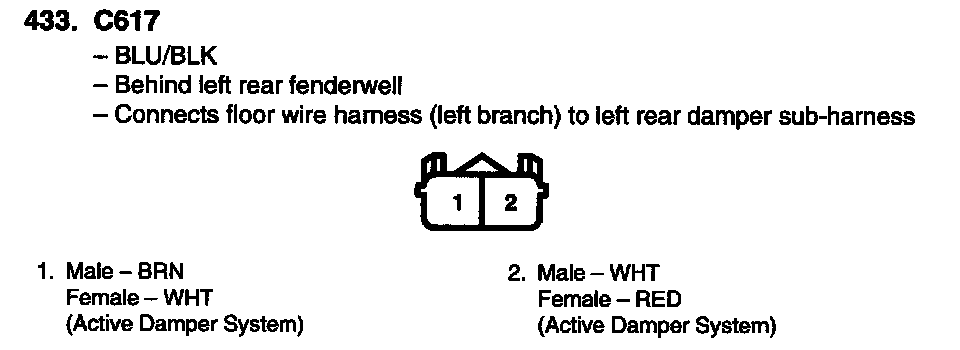 433. C617
– BLU/BLK
– Behind left rear fenderwell
– Connects floor wire harness (left branch) to left rear damper sub-harness
1 2
1. Male – BRN
Female – WHT
(Active Damper System)
2. Male – WHT
Female – RED
(Active Damper System)